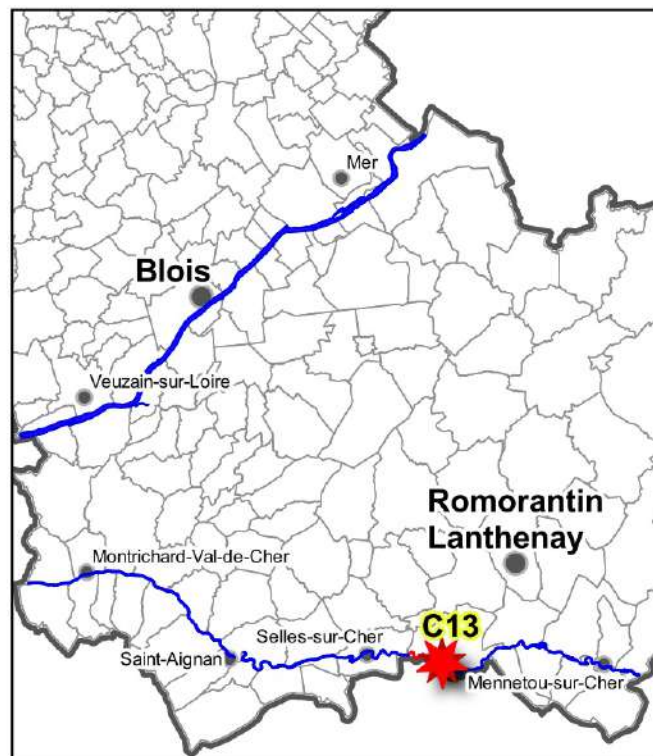 Mer
Blois
Veuzain-sur-Loire
Romorantin
Lanthenay
Montrichard-Val-de-Cher
C13
Selles-sur-Cher
Saint-Aignan
Mennetou-sur-Cher